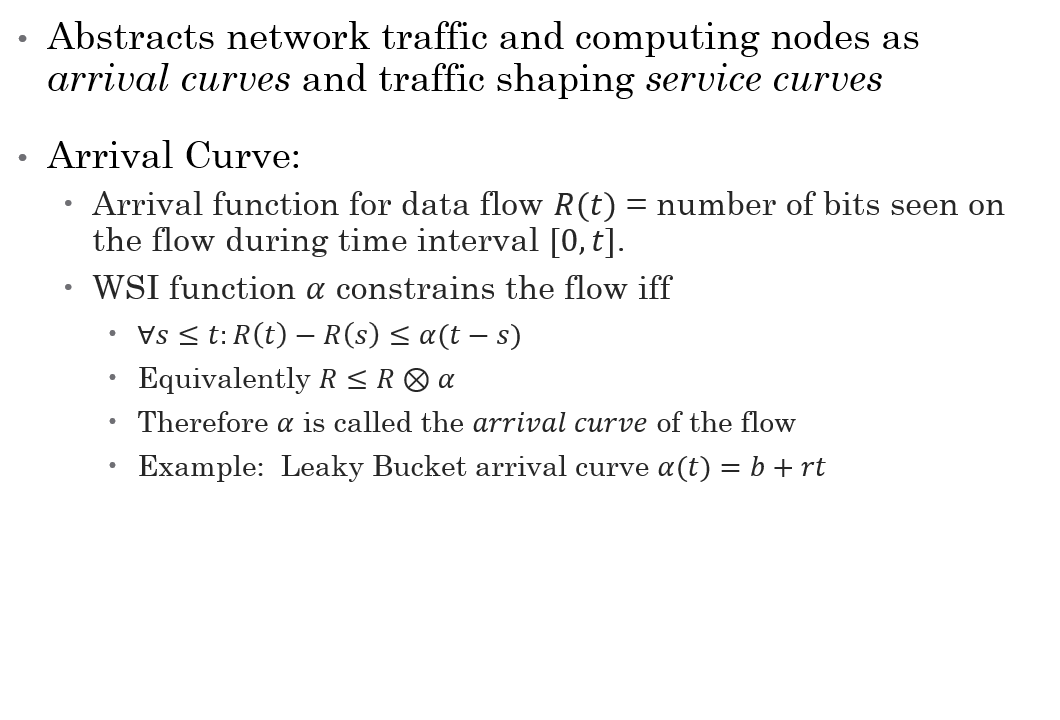 • Abstracts network traffic and computing nodes as
arrival curves and traffic shaping service curves
• Arrival Curve:
• Arrival function for data flow R(t) = number of bits seen on
the flow during time interval [0, t].
• WSI function α constrains the flow iff
• ∀s ≤ t: R(t) − R(s) ≤ α(t − s)
• Equivalently R ≤ R ⊗ α
• Therefore α is called the arrival curve of the flow
• Example: Leaky Bucket arrival curve α(t) = b + rt